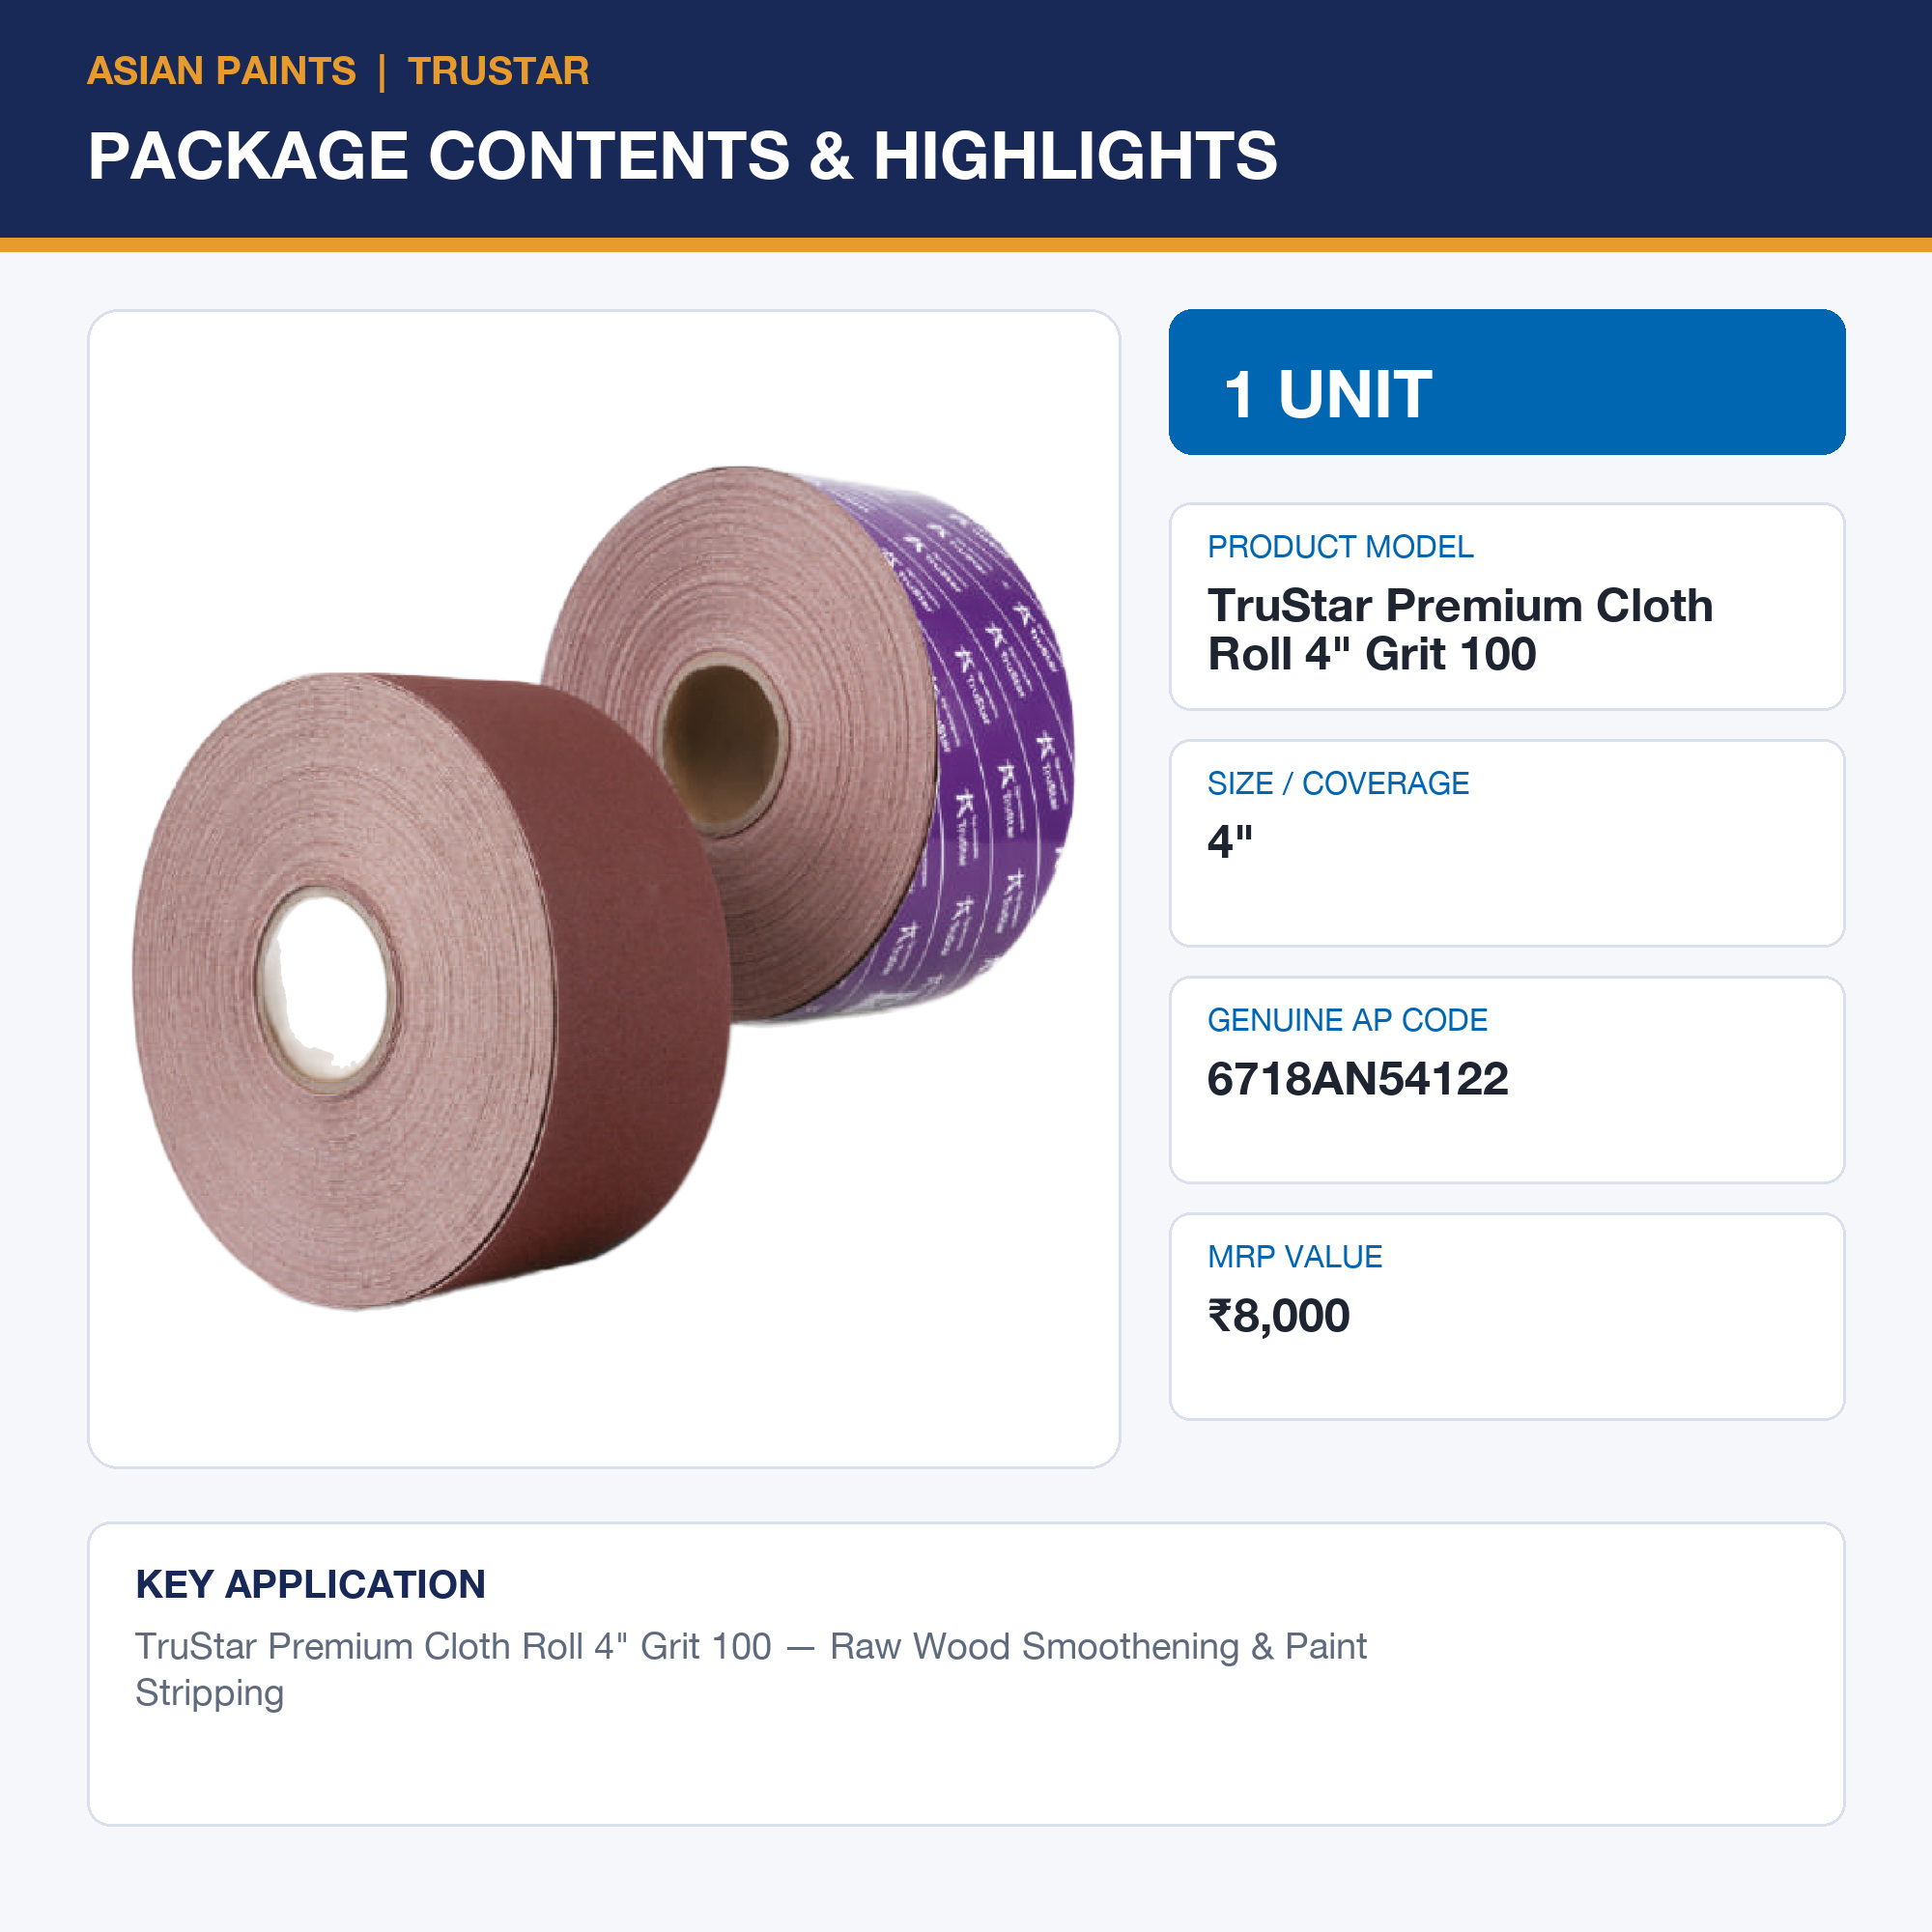 ASIAN PAINTS | TRUSTAR
PACKAGE CONTENTS & HIGHLIGHTS
1 UNIT
PRODUCT MODEL
TruStar Premium Cloth
Roll 4" Grit 100
SIZE / COVERAGE
4"
GENUINE AP CODE
6718AN54122
MRP VALUE
₹8,000
TruStar
KEY APPLICATION
TruStar Premium Cloth Roll 4" Grit 100 — Raw Wood Smoothening & Paint
Stripping